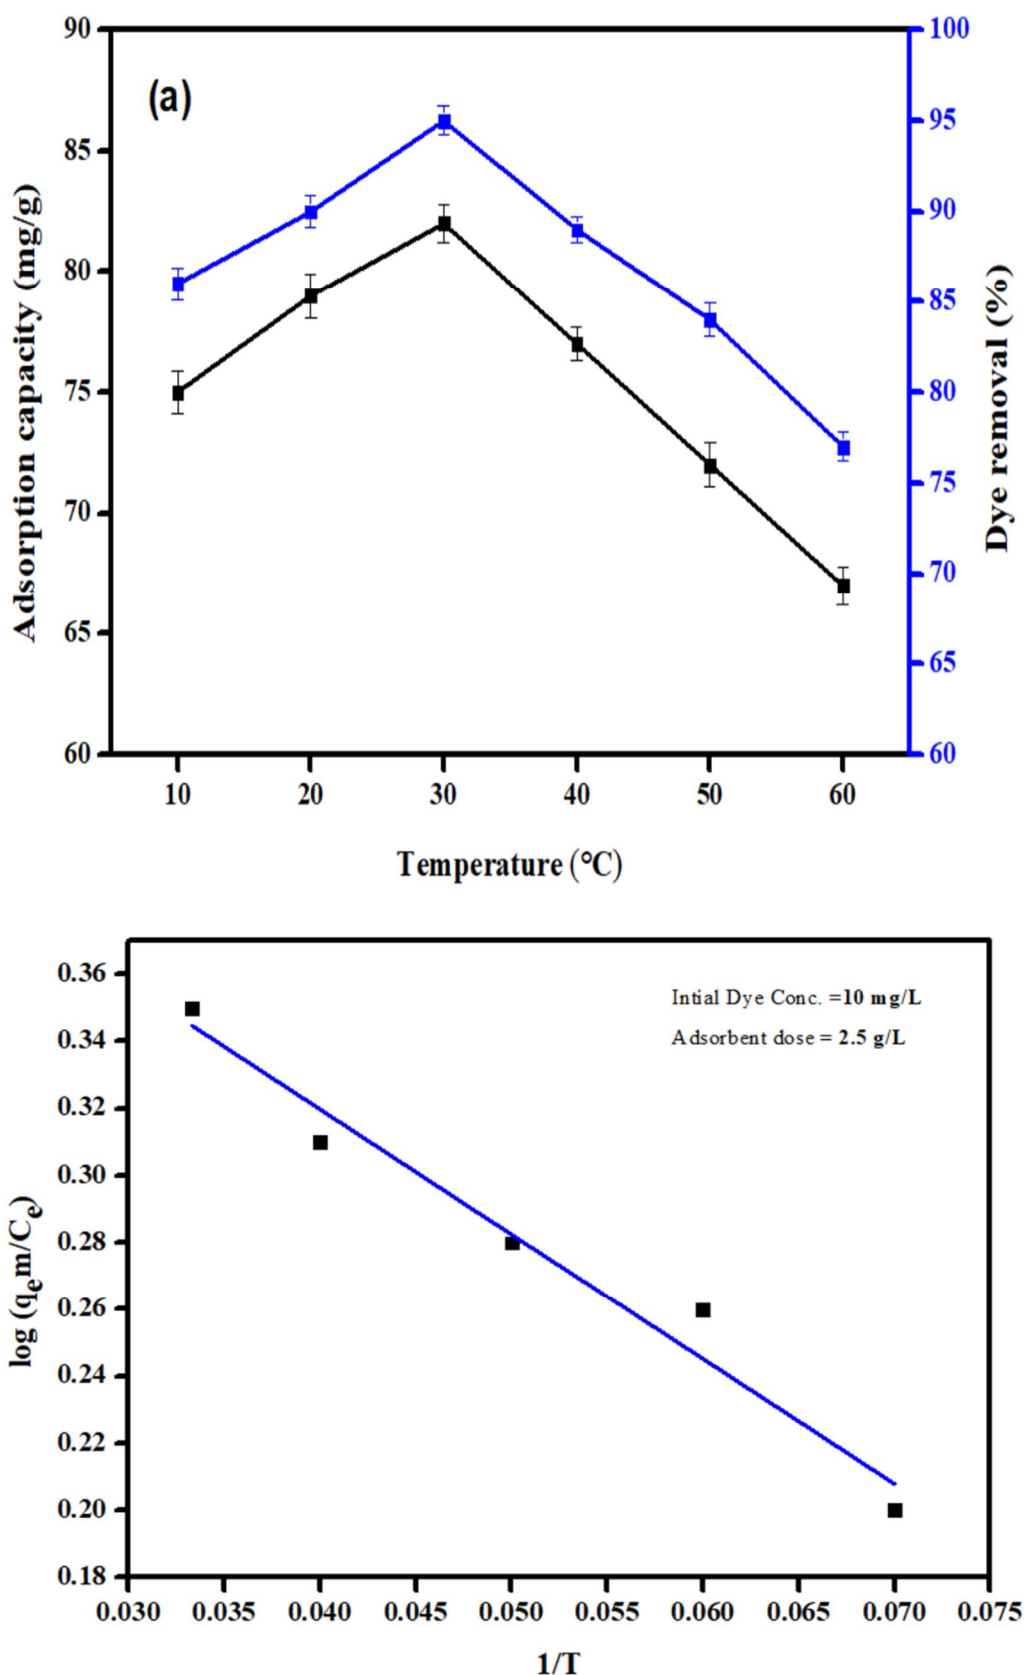 (a)
Adsorption capacity (mg/g)
90
85
80
75
70
65
60
100
95
90
85
80
75
70
65
60
Dye removal (%)
10 20 30 40 50 60
Temperature (°C)
log (qem/Ce)
0.36
0.34
0.32
0.30
0.28
0.26
0.24
0.22
0.20
0.18
Intial Dye Conc. =10 mg/L
Adsorbent dose = 2.5 g/L
0.030 0.035 0.040 0.045 0.050 0.055 0.060 0.065 0.070 0.075
1/T